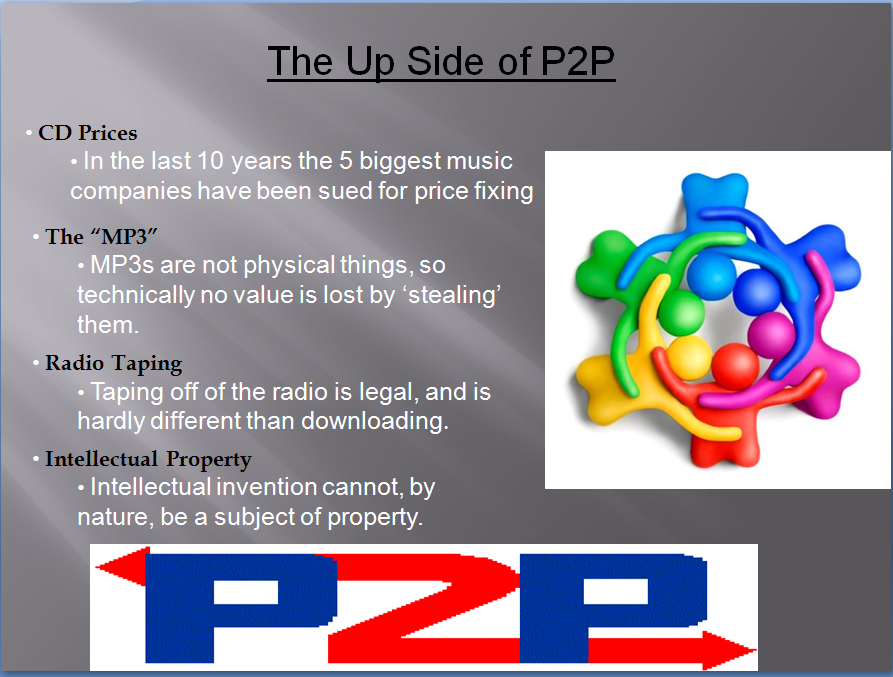 The Up Side of P2P
• CD Prices
• In the last 10 years the 5 biggest music
companies have been sued for price fixing
• The “MP3”
• MP3s are not physical things, so
technically no value is lost by ‘stealing’
them.
• Radio Taping
• Taping off of the radio is legal, and is
hardly different than downloading.
• Intellectual Property
• Intellectual invention cannot, by
nature, be a subject of property.
P2P